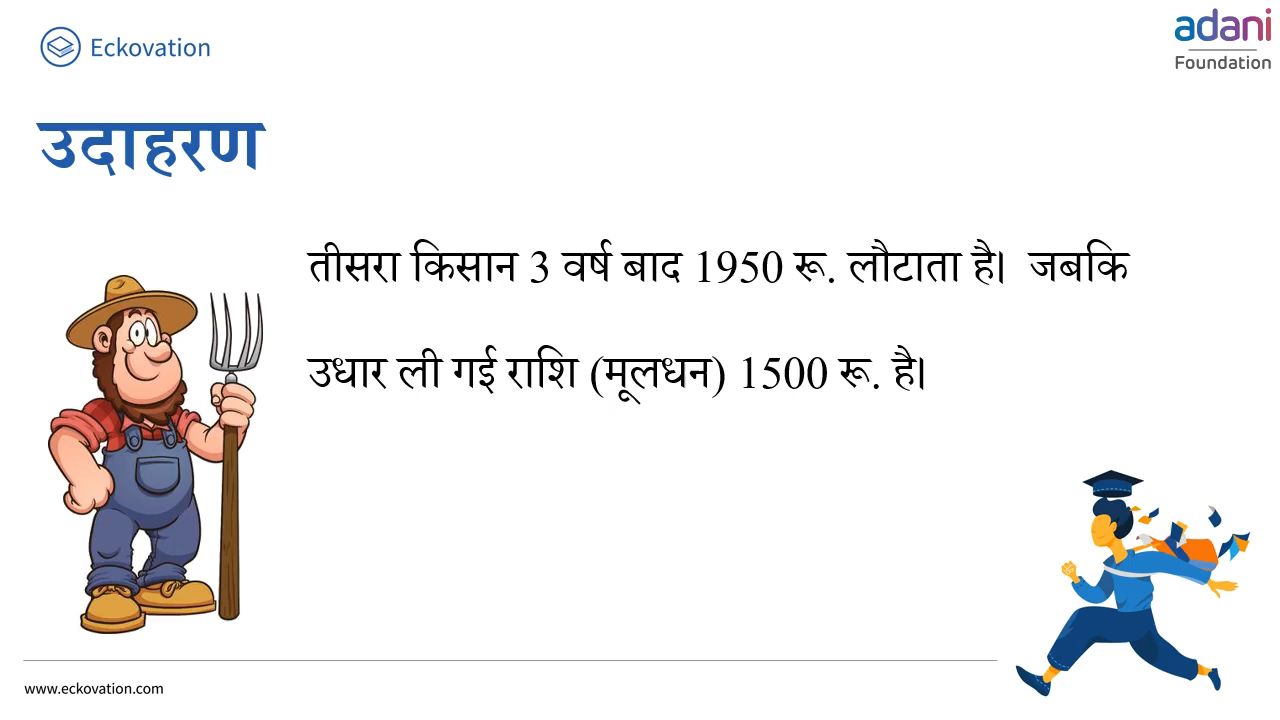 Eckovation
adani
Foundation
उदाहरण
तीसरा किसान 3 वर्ष बाद 1950 रू. लौटाता है।  जबकि
उधार ली गई राशि (मूलधन) 1500 रू. है।
www.eckovation.com